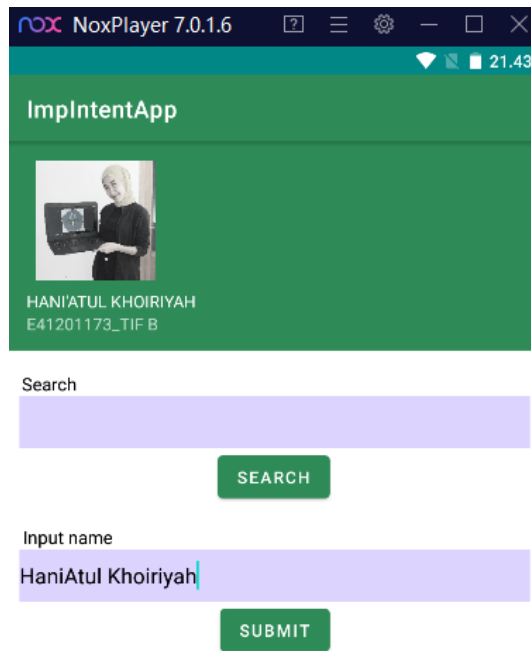 nox NoxPlayer 7.0.1.6
21.43
ImpIntentApp
HANI'ATUL KHOIRIYAH
E41201173_TIF B
Search
SEARCH
Input name
HaniAtul Khoiriyah
SUBMIT